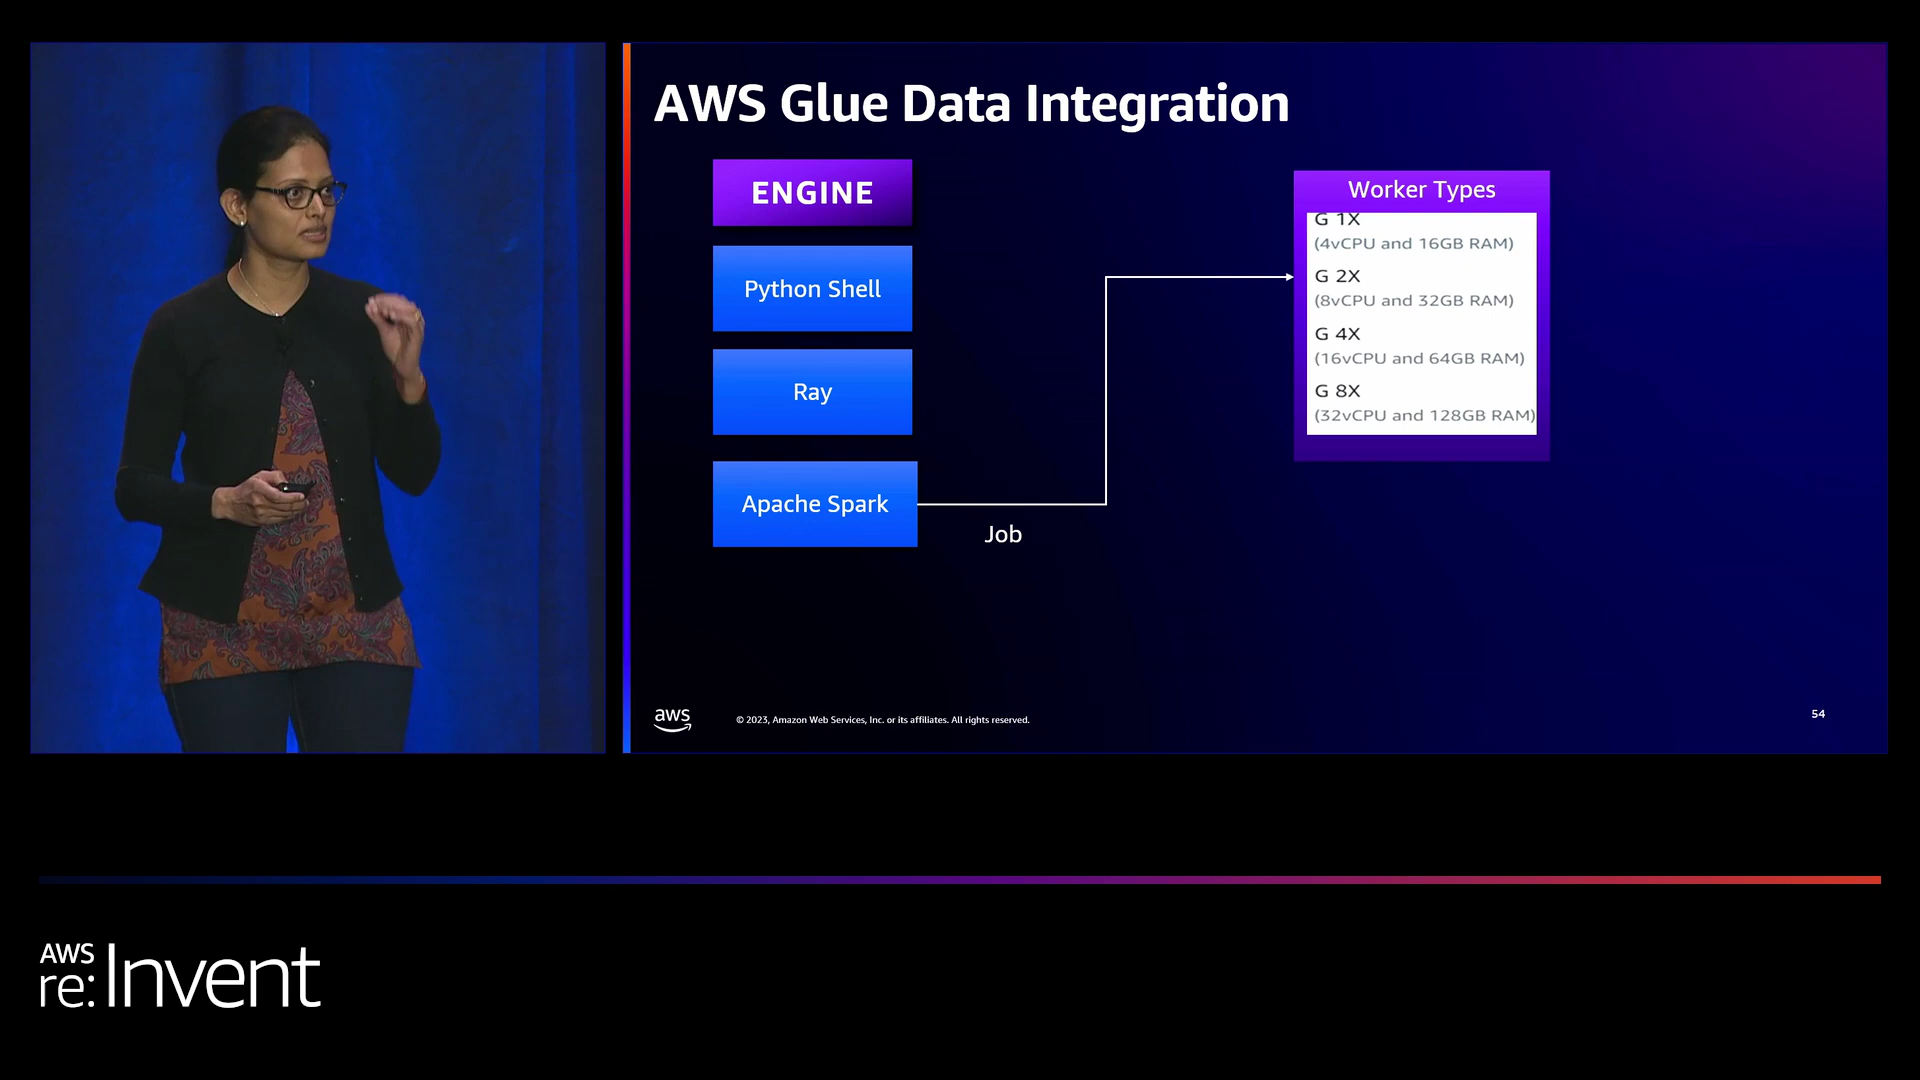 AWS Glue Data Integration
ENGINE
Python Shell
Ray
Apache Spark
Job
Worker Types
G 1X
(4vCPU and 16GB RAM)
G 2X
(8vCPU and 32GB RAM)
G 4X
(16vCPU and 64GB RAM)
G 8X
(32vCPU and 128GB RAM)
aws
© 2023, Amazon Web Services, Inc. or its affiliates. All rights reserved.
54
AWS
re:Invent